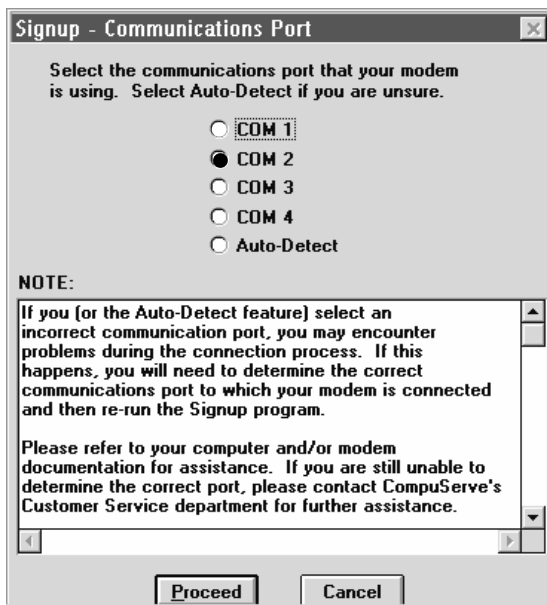 Signup - Communications Port
Select the communications port that your modem
is using.  Select Auto-Detect if you are unsure.
COM 1
COM 2
COM 3
COM 4
Auto-Detect
NOTE:
If you (or the Auto-Detect feature) select an
incorrect communication port, you may encounter
problems during the connection process.  If this
happens, you will need to determine the correct
communications port to which your modem is connected
and then re-run the Signup program.
Please refer to your computer and/or modem
documentation for assistance.  If you are still unable to
determine the correct port, please contact CompuServe's
Customer Service department for further assistance.
Proceed Cancel